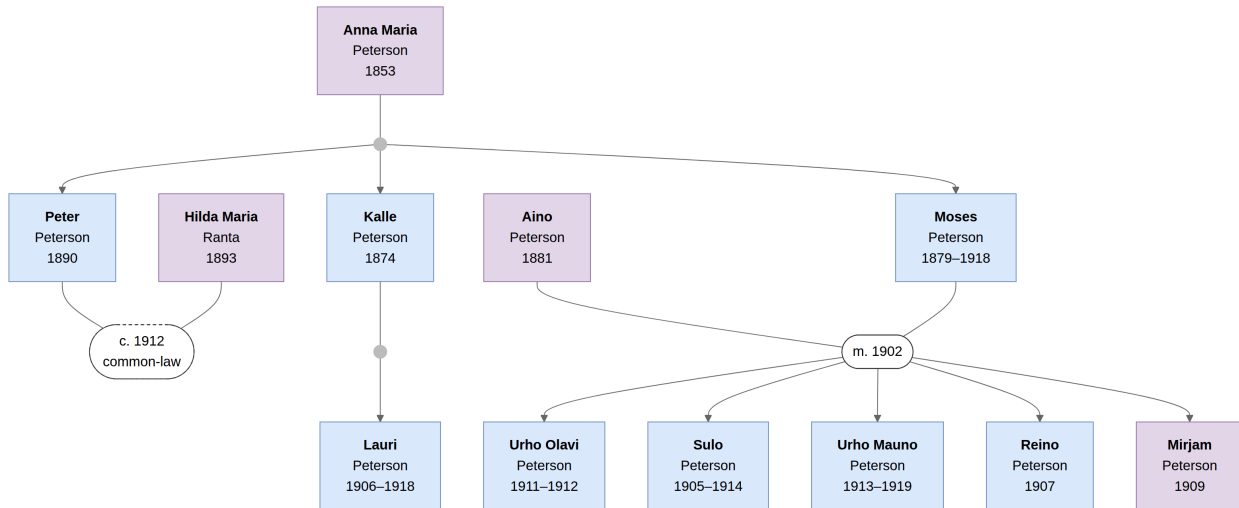 Anna Maria
Peterson
1853
Peter
Peterson
1890
Hilda Maria
Ranta
1893
Kalle
Peterson
1874
Aino
Peterson
1881
Moses
Peterson
1879–1918
c. 1912
common-law
m. 1902
Lauri
Peterson
1906–1918
Urho Olavi
Peterson
1911–1912
Sulo
Peterson
1905–1914
Urho Mauno
Peterson
1913–1919
Reino
Peterson
1907
Mirjam
Peterson
1909